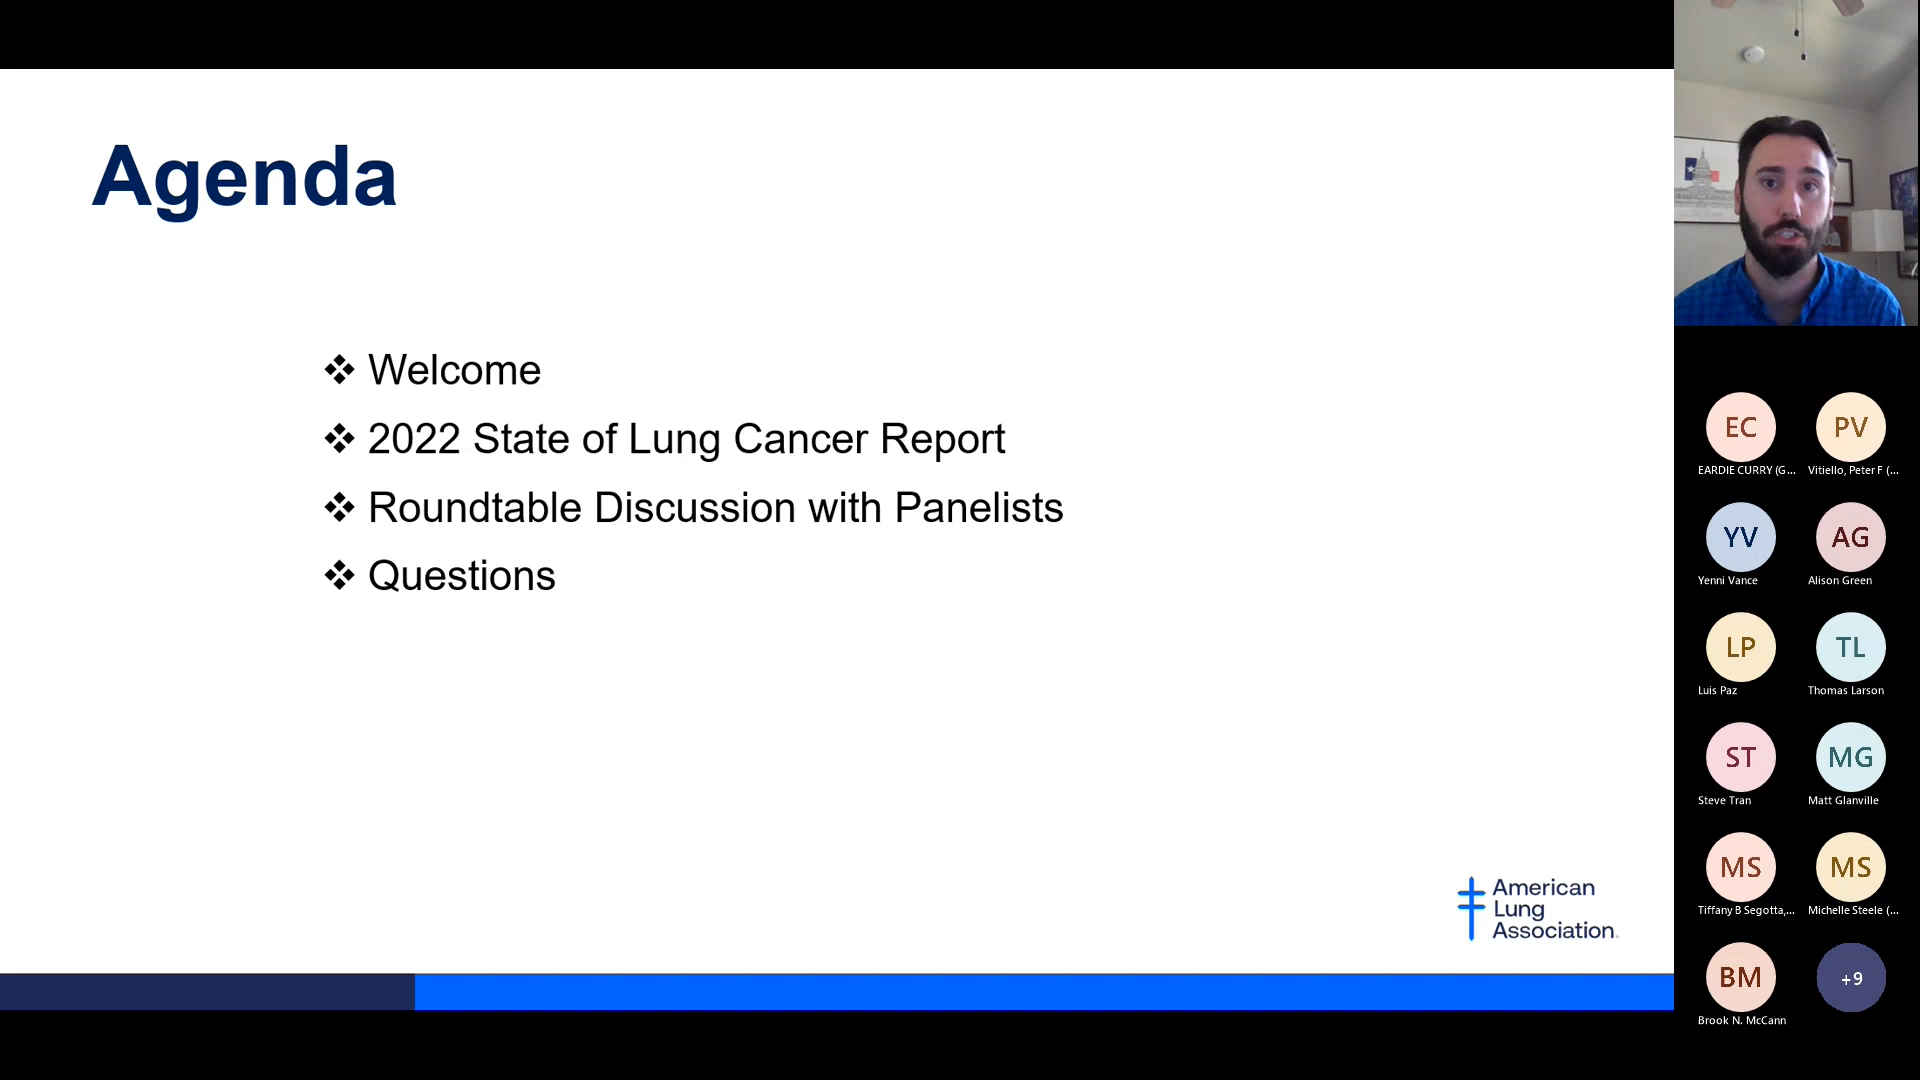 Agenda
❖ Welcome
❖ 2022 State of Lung Cancer Report
❖ Roundtable Discussion with Panelists
❖ Questions
American
Lung
Association.
EC
PV
EARDIE CURRY (G...
Vitiello, Peter F (...
YV
AG
Yenni Vance
Alison Green
LP
TL
Luis Paz
Thomas Larson
ST
MG
Steve Tran
Matt Glanville
MS
MS
Tiffany B Segotta,...
Michelle Steele (...
BM
+9
Brook N. McCann